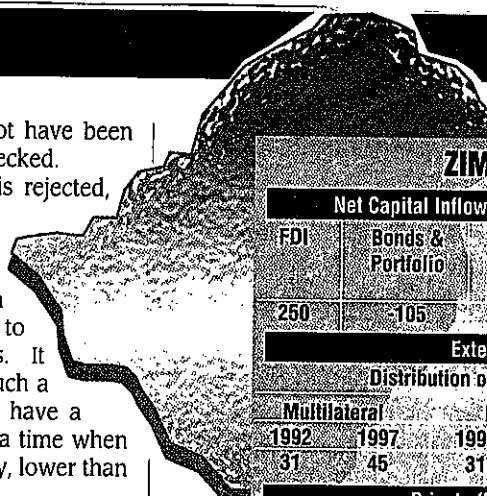 ot have been
ecked.
is rejected,
to
s. It
uch a
have a
a time when
y, lower than
ZIM
Net Capital Inflow
FDI
Bonds &
Portfolio
250
105
Exte
Distribution o
Multilateral
1992
1997
199
31
45
31